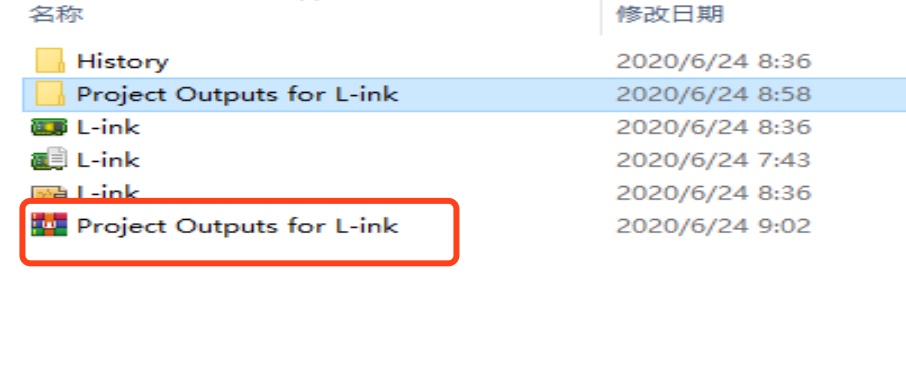 名称 修改日期
History 2020/6/24 8:36
Project Outputs for L-ink 2020/6/24 8:58
L-ink 2020/6/24 8:36
L-ink 2020/6/24 7:43
L-ink 2020/6/24 8:36
Project Outputs for L-ink 2020/6/24 9:02